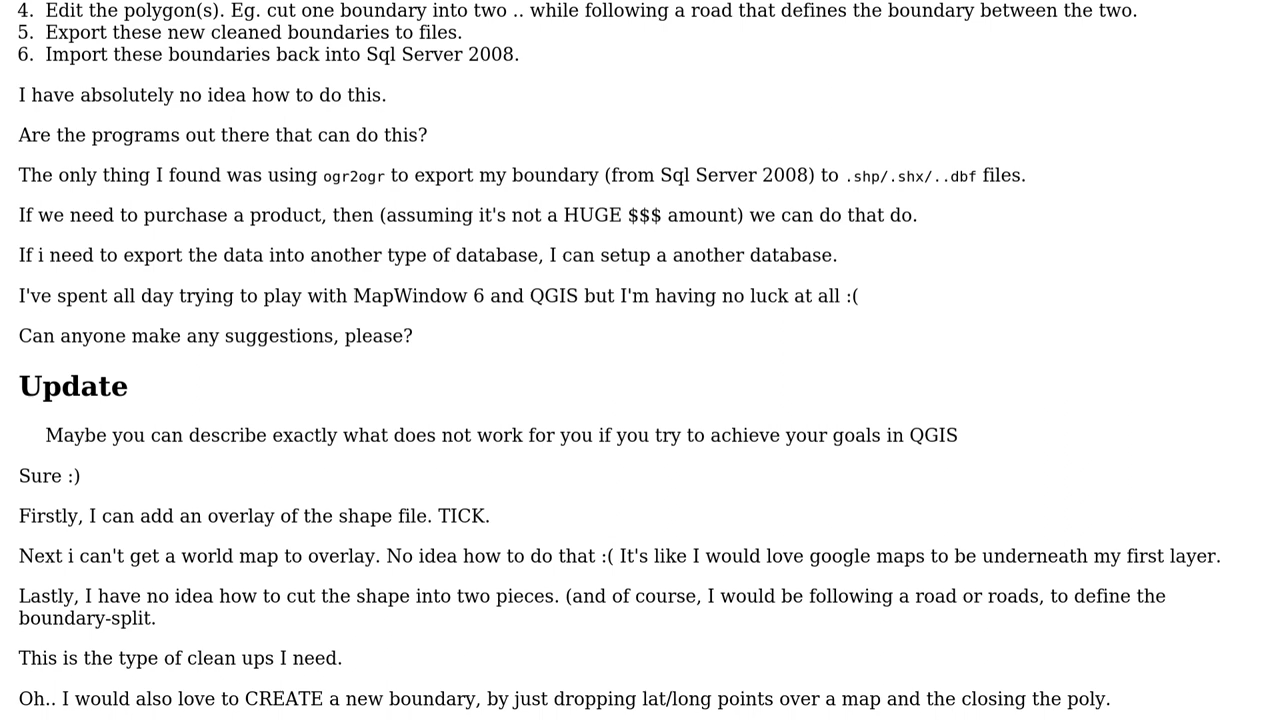 4. Edit the polygon(s). Eg. cut one boundary into two .. while following a road that defines the boundary between the two.
5. Export these new cleaned boundaries to files.
6. Import these boundaries back into Sql Server 2008.
I have absolutely no idea how to do this.
Are the programs out there that can do this?
The only thing I found was using ogr2ogr to export my boundary (from Sql Server 2008) to .shp/.shx/..dbf files.
If we need to purchase a product, then (assuming it's not a HUGE $$$ amount) we can do that do.
If i need to export the data into another type of database, I can setup a another database.
I've spent all day trying to play with MapWindow 6 and QGIS but I'm having no luck at all :(
Can anyone make any suggestions, please?
Update
Maybe you can describe exactly what does not work for you if you try to achieve your goals in QGIS
Sure :)
Firstly, I can add an overlay of the shape file. TICK.
Next i can't get a world map to overlay. No idea how to do that :( It's like I would love google maps to be underneath my first layer.
Lastly, I have no idea how to cut the shape into two pieces. (and of course, I would be following a road or roads, to define the
boundary-split.
This is the type of clean ups I need.
Oh.. I would also love to CREATE a new boundary, by just dropping lat/long points over a map and the closing the poly.